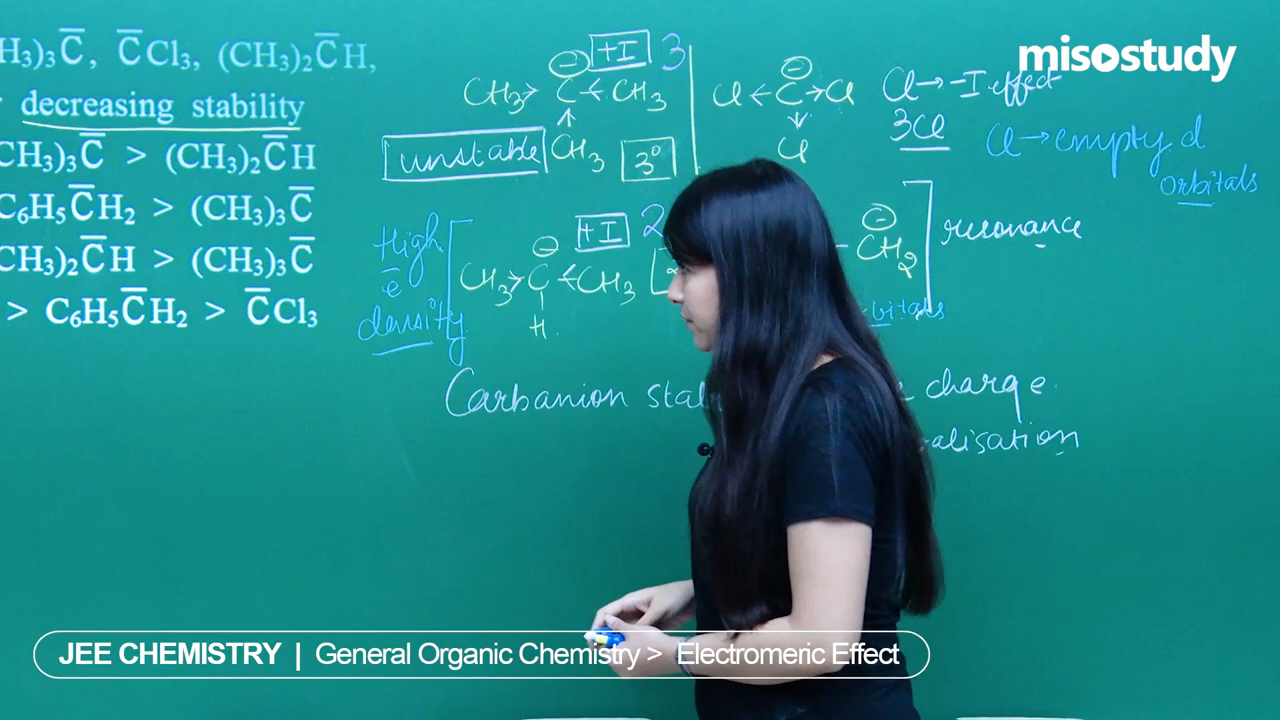 H₃)₃C̅, C̅Cl₃, (CH₃)₂C̅H,
decreasing stability
CH₃)₃C̅ > (CH₃)₂C̅H
C₆H₅C̅H₂ > (CH₃)₃C̅
CH₃)₂C̅H > (CH₃)₃C̅
> C₆H₅C̅H₂ > C̅Cl₃
⊖ +I 3
CH₃> C <CH₃
CH₃ 3°
unstable
⊖
Cl ← C → Cl
Cl
Cl → -I effect
3Cl
Cl → empty d
orbitals
misostudy
High
e̅
density
⊖ +I 2
CH₃> C <CH₃
H
⊖
CH₂
resonance
Carbanion charge
JEE CHEMISTRY | General Organic Chemistry > Electromeric Effect